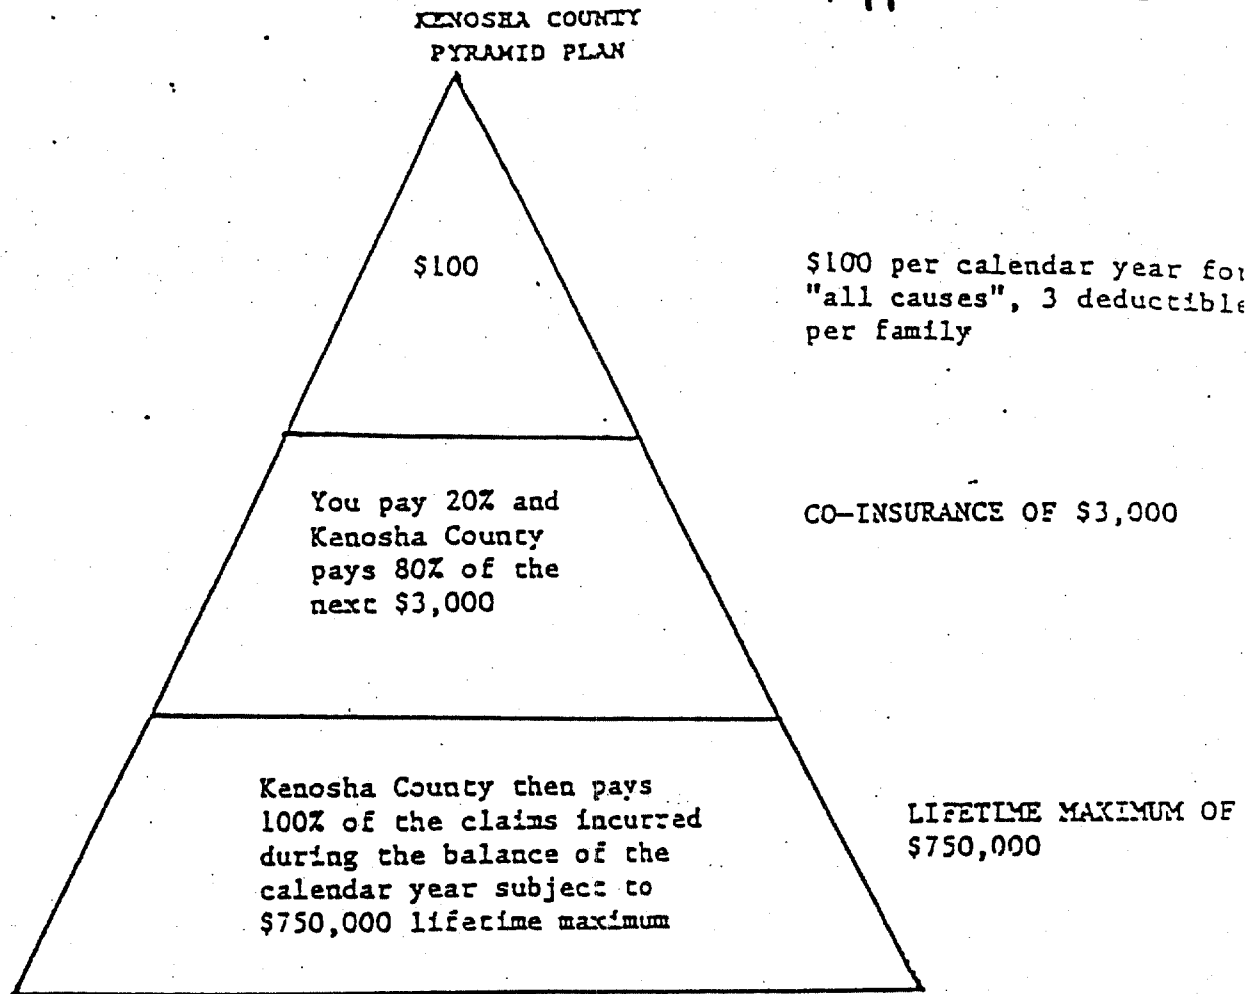 KENOSHA COUNTY
PYRAMID PLAN
$100
$100 per calendar year for
"all causes", 3 deductible
per family
You pay 20% and
Kenosha County
pays 80% of the
next $3,000
CO-INSURANCE OF $3,000
Kenosha County then pays
100% of the claims incurred
during the balance of the
calendar year subject to
$750,000 lifetime maximum
LIFETIME MAXIMUM OF
$750,000